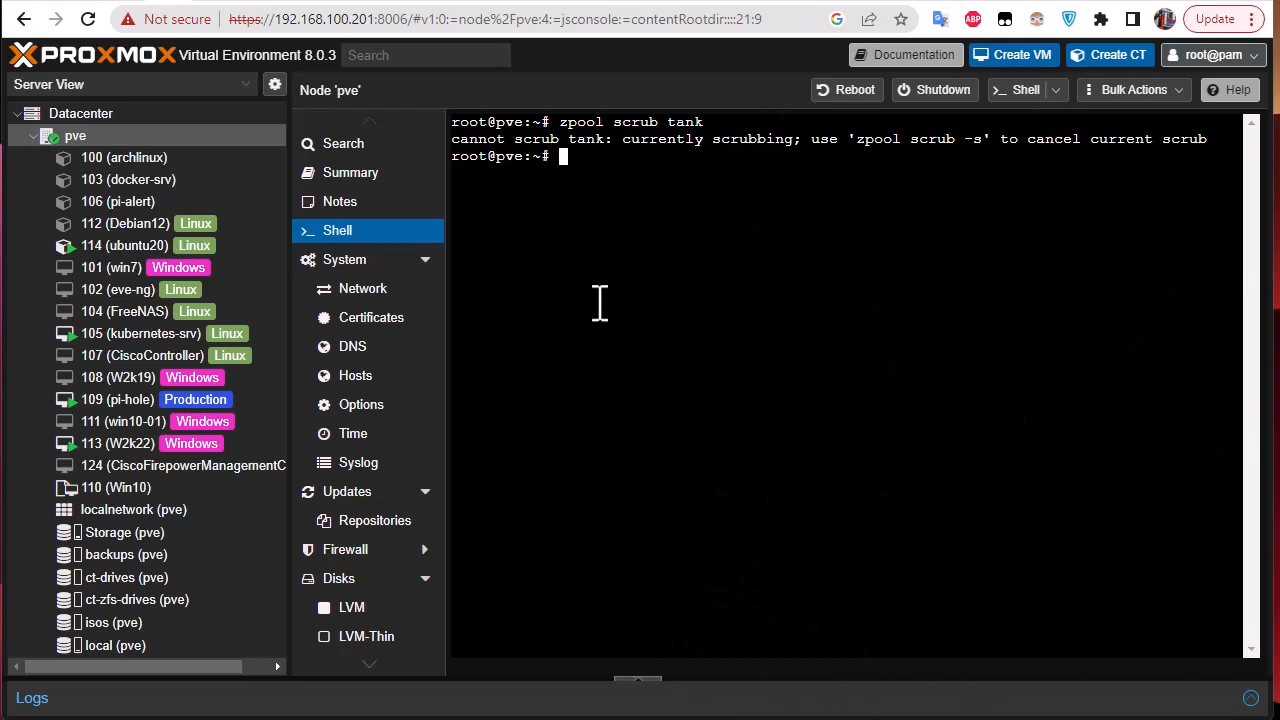 Not secure https://192.168.100.201:8006/#v1:0:=node%2Fpve:4:=jsconsole:=contentRootdir:::21:9 Update
PROXMOX Virtual Environment 8.0.3 Search Documentation Create VM Create CT root@pam
Server View
Node 'pve' Reboot Shutdown Shell Bulk Actions Help
Datacenter
pve
100 (archlinux)
103 (docker-srv)
106 (pi-alert)
112 (Debian12) Linux
114 (ubuntu20) Linux
101 (win7) Windows
102 (eve-ng) Linux
104 (FreeNAS) Linux
105 (kubernetes-srv) Linux
107 (CiscoController) Linux
108 (W2k19) Windows
109 (pi-hole) Production
111 (win10-01) Windows
113 (W2k22) Windows
124 (CiscoFirepowerManagementC
110 (Win10)
localnetwork (pve)
Storage (pve)
backups (pve)
ct-drives (pve)
ct-zfs-drives (pve)
isos (pve)
local (pve)
Search
Summary
Notes
Shell
System
Network
Certificates
DNS
Hosts
Options
Time
Syslog
Updates
Repositories
Firewall
Disks
LVM
LVM-Thin
root@pve:~# zpool scrub tank
cannot scrub tank: currently scrubbing; use 'zpool scrub -s' to cancel current scrub
root@pve:~#
Logs